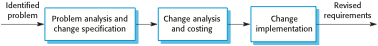 Identified
problem
Problem analysis and
change specification
Change analysis
and costing
Change
implementation
Revised
requirements